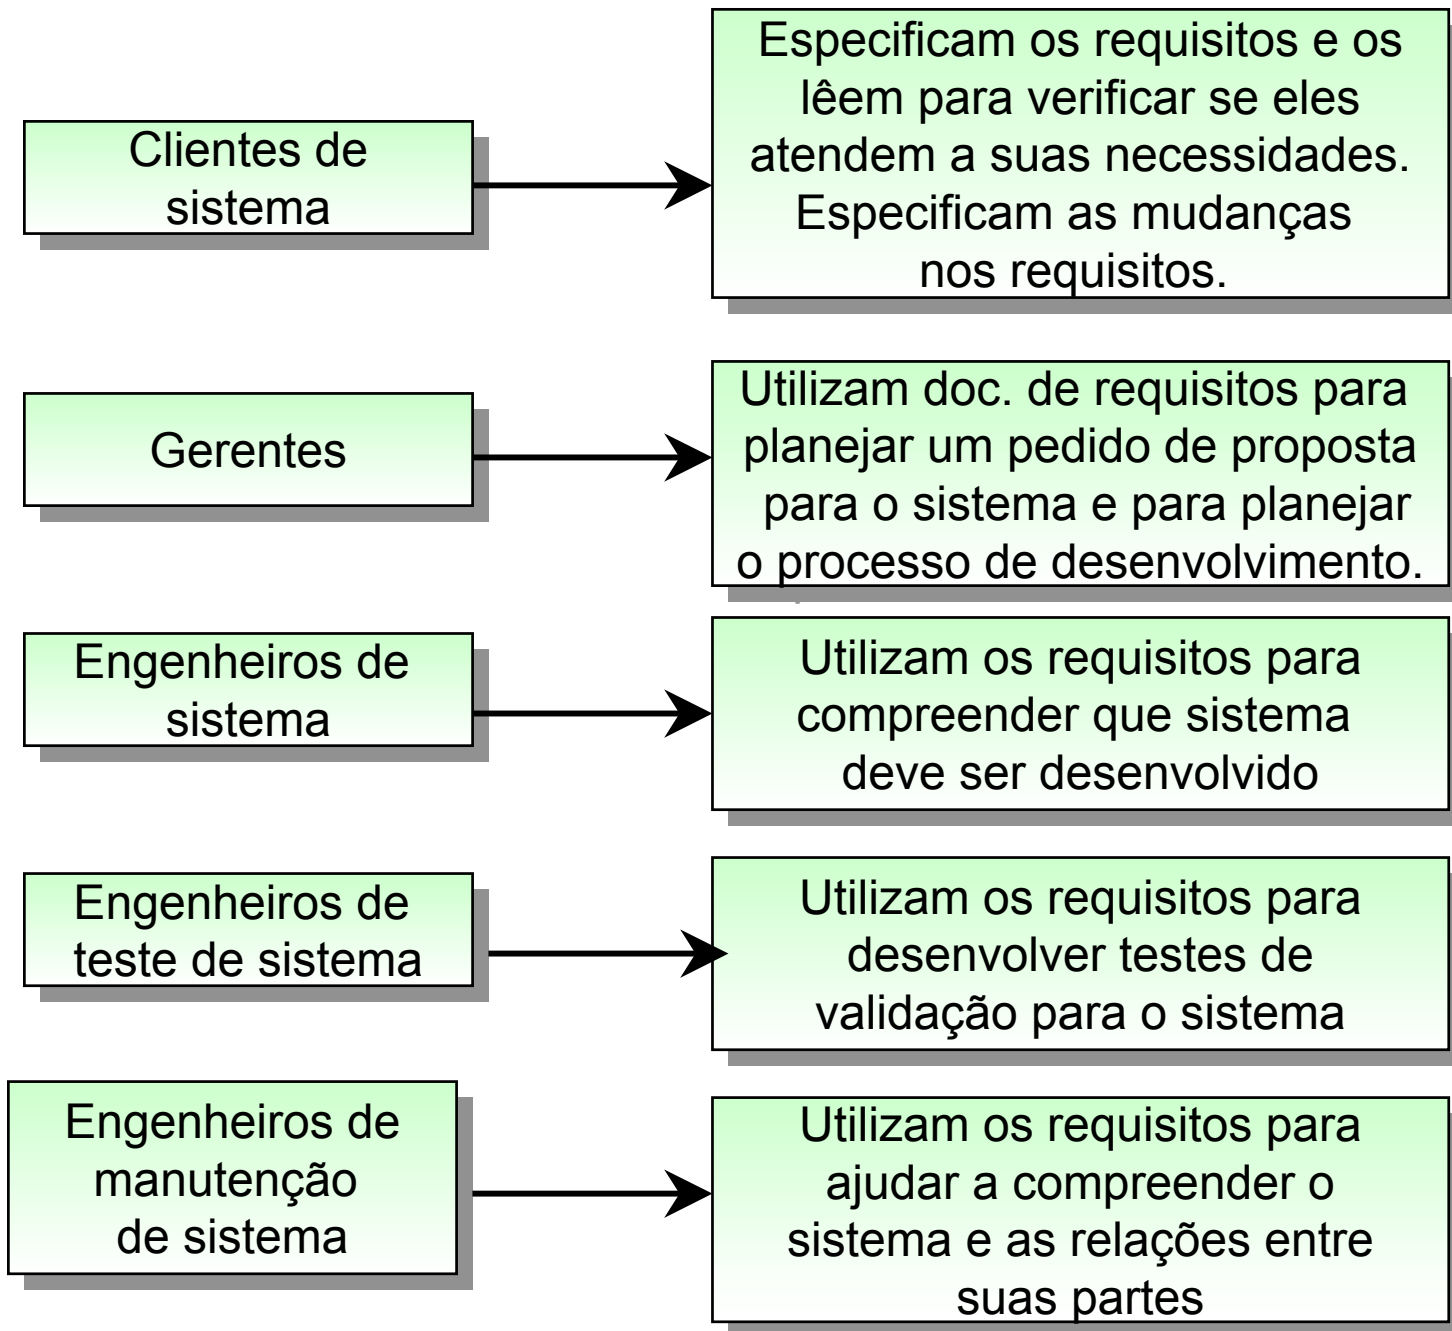 Clientes de
sistema
Especificam os requisitos e os
lêem para verificar se eles
atendem a suas necessidades.
Especificam as mudanças
nos requisitos.
Gerentes
Utilizam doc. de requisitos para
planejar um pedido de proposta
para o sistema e para planejar
o processo de desenvolvimento.
Engenheiros de
sistema
Utilizam os requisitos para
compreender que sistema
deve ser desenvolvido
Engenheiros de
teste de sistema
Utilizam os requisitos para
desenvolver testes de
validação para o sistema
Engenheiros de
manutenção
de sistema
Utilizam os requisitos para
ajudar a compreender o
sistema e as relações entre
suas partes